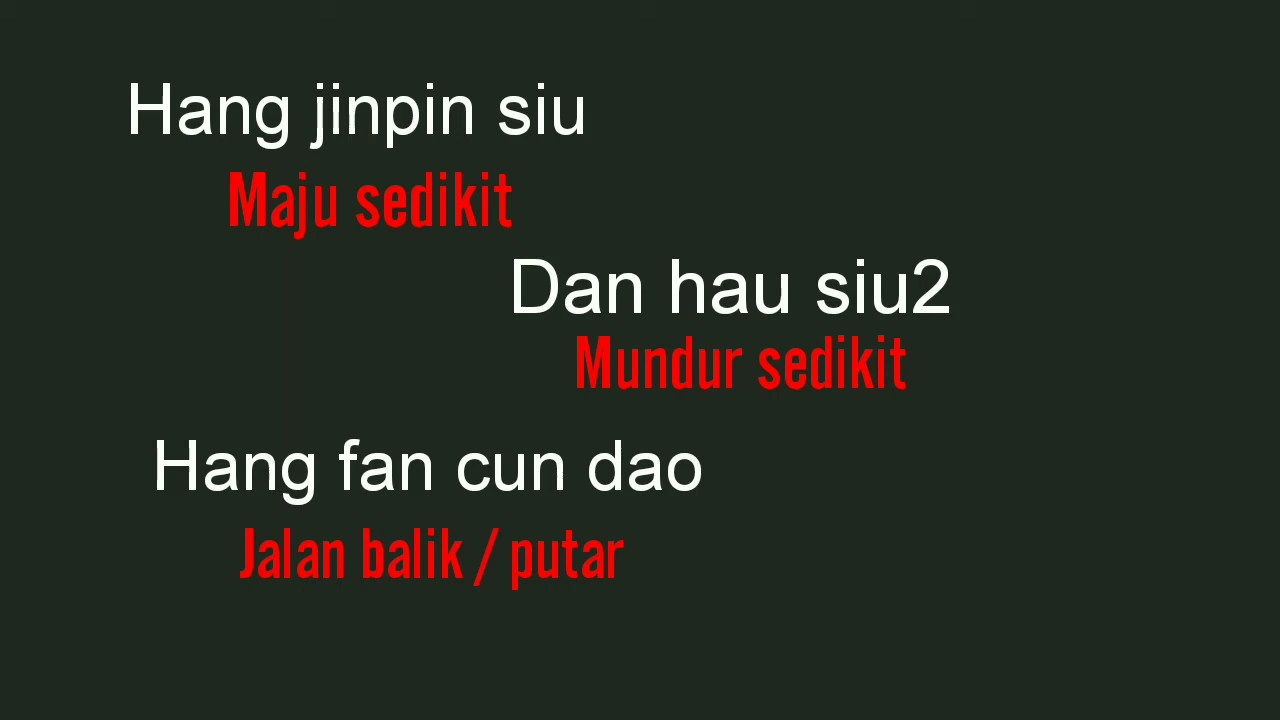 Hang jinpin siu
Maju sedikit
Dan hau siu2
Mundur sedikit
Hang fan cun dao
Jalan balik / putar